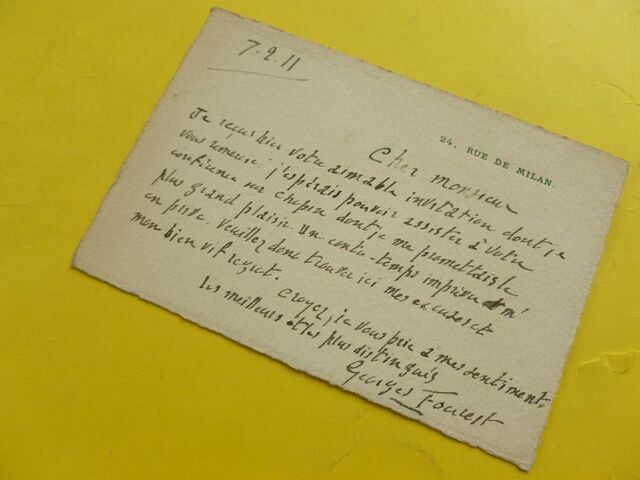 7.2.11
24, RUE DE MILAN.
Cher monsieur
Je reçus hier votre aimable invitation dont je
vous remercie: j'espérais pouvoir assister à votre
conférence sur Chopin dont je me promettais le
plus grand plaisir. Un contre-temps imprévu m'
en prive. Veuillez donc trouver ici mes excuses et
mon bien vif regret.
Croyez, je vous prie à mes sentiments
les meilleurs et les plus distingués
Georges Fourest